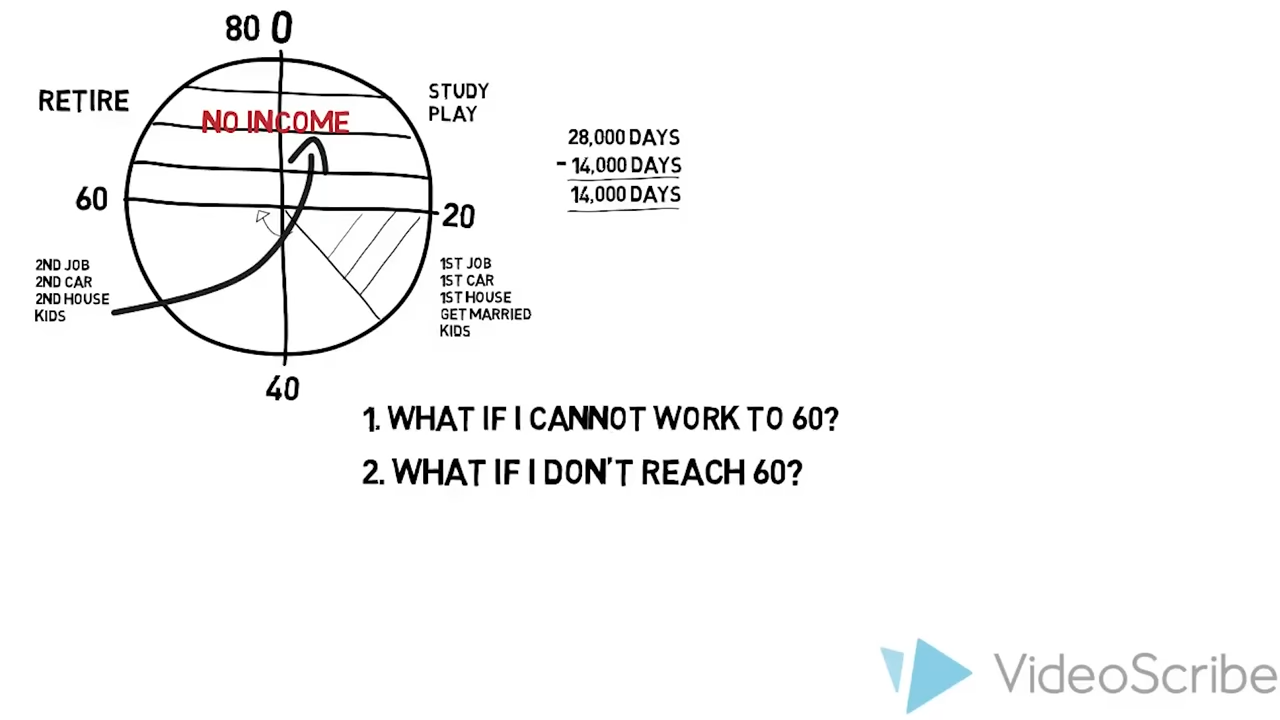 80 0
RETIRE
STUDY
PLAY
NO INCOME
28,000 DAYS
- 14,000 DAYS
14,000 DAYS
60
20
2ND JOB
2ND CAR
2ND HOUSE
KIDS
1ST JOB
1ST CAR
1ST HOUSE
GET MARRIED
KIDS
40
1. WHAT IF I CANNOT WORK TO 60?
2. WHAT IF I DON'T REACH 60?
VideoScribe